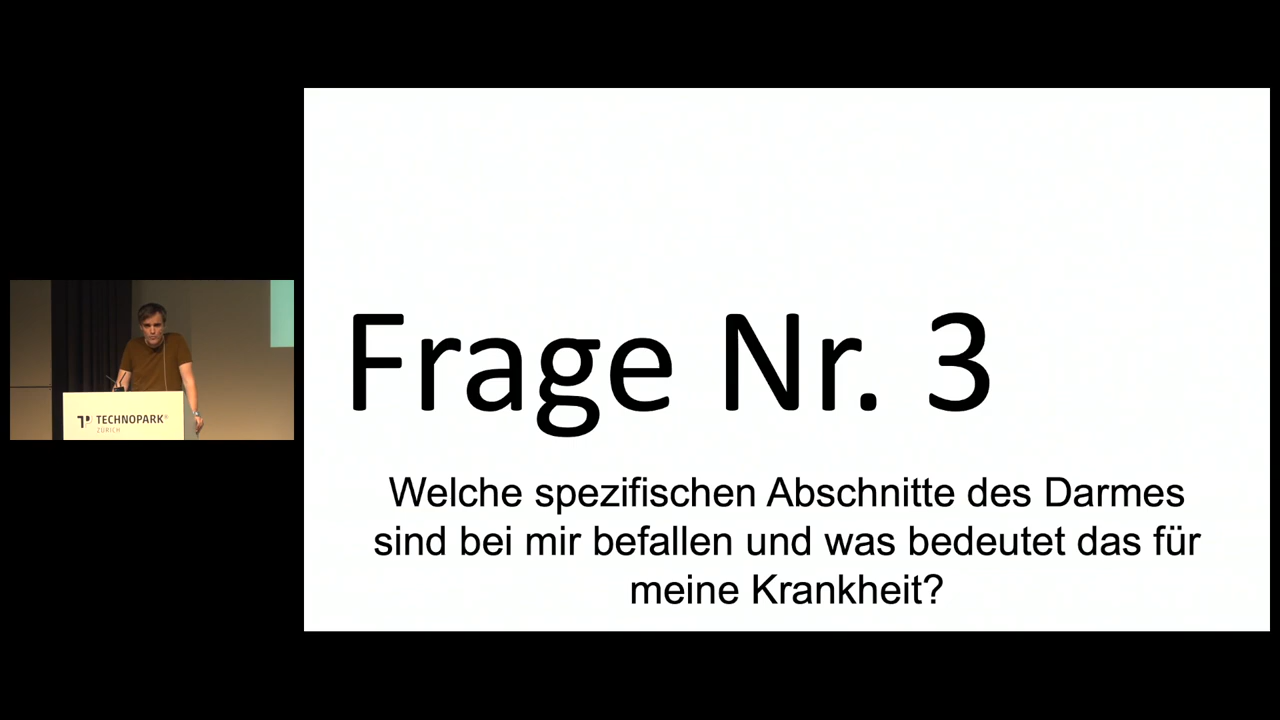 TECHNOPARK®
ZÜRICH
Frage Nr. 3
Welche spezifischen Abschnitte des Darmes
sind bei mir befallen und was bedeutet das für
meine Krankheit?